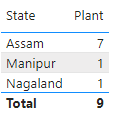 State Plant
Assam 7
Manipur 1
Nagaland 1
Total 9